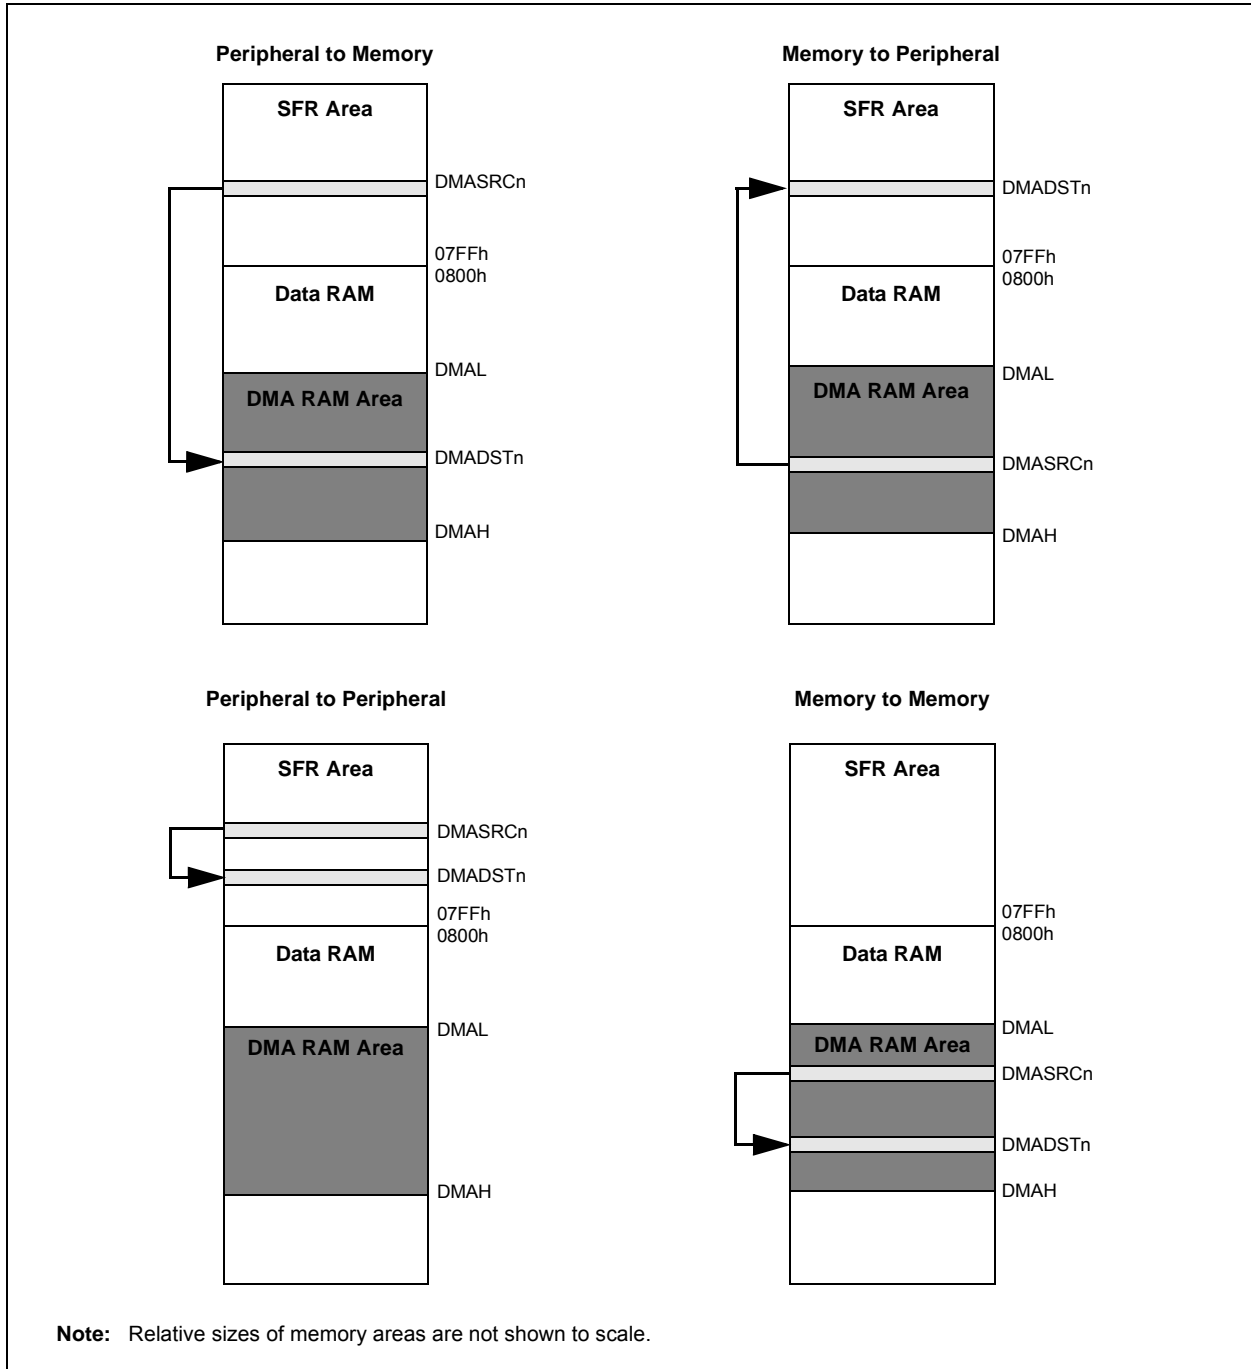 Peripheral to Memory
SFR Area
DMASRCn
07FFh
0800h
Data RAM
DMAL
DMA RAM Area
DMADSTn
DMAH
Memory to Peripheral
SFR Area
DMADSTn
07FFh
0800h
Data RAM
DMAL
DMA RAM Area
DMASRCn
DMAH
Peripheral to Peripheral
SFR Area
DMASRCn
DMADSTn
07FFh
0800h
Data RAM
DMAL
DMA RAM Area
DMAH
Memory to Memory
SFR Area
07FFh
0800h
Data RAM
DMAL
DMA RAM Area
DMASRCn
DMADSTn
DMAH
Note: Relative sizes of memory areas are not shown to scale.